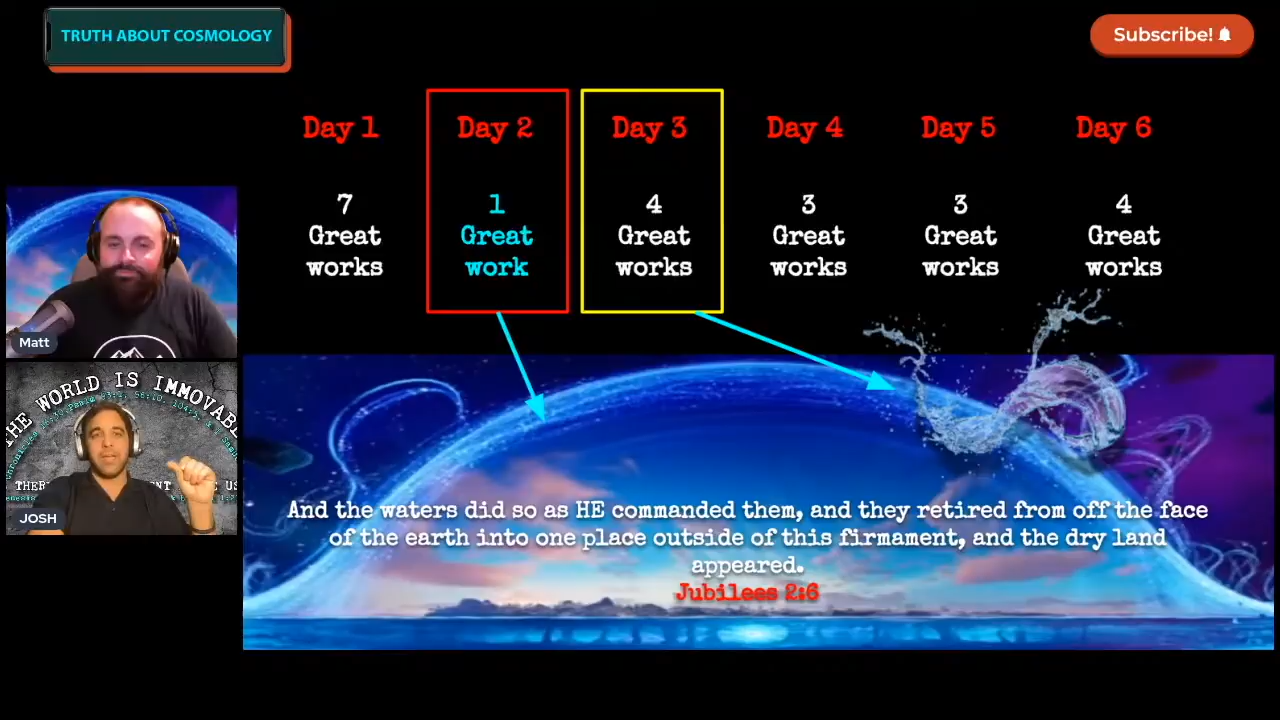 TRUTH ABOUT COSMOLOGY
Subscribe!
Day 1
Day 2
Day 3
Day 4
Day 5
Day 6
7
Great
works
1
Great
work
4
Great
works
3
Great
works
3
Great
works
4
Great
works
Matt
THE WORLD IS IMMOVABL
JOSH
And the waters did so as HE commanded them, and they retired from off the face
of the earth into one place outside of this firmament, and the dry land
appeared.
Jubilees 2:6